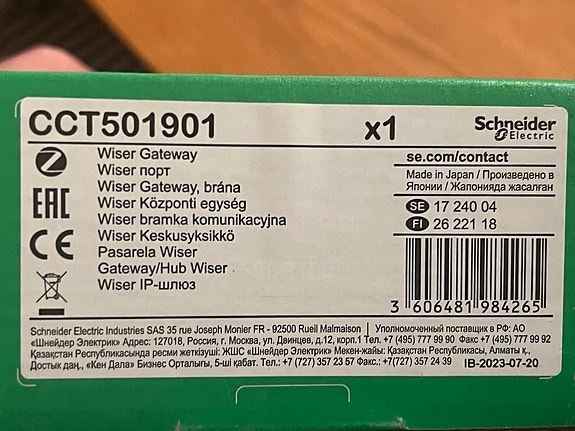 CCT501901 x1 Schneider Electric
Wiser Gateway
Wiser порт
Wiser Gateway, brána
Wiser Központi egység
Wiser bramka komunikacyjna
Wiser Keskusyksikkö
Pasarela Wiser
Gateway/Hub Wiser
Wiser IP-шлюз
EAC
CE
se.com/contact
Made in Japan / Произведено в
Японии / Жапонияда жасалған
SE 17 240 04
FI 26 221 18
3 606481 984265
Schneider Electric Industries SAS 35 rue Joseph Monier FR - 92500 Rueil Malmaison | Уполномоченный поставщик в РФ: АО
«Шнейдер Электрик» Адрес: 127018, Россия, г. Москва, ул. Двинцев, д.12, корп.1 Тел. +7 (495) 777 99 90 Факс +7 (495) 777 99 92
Қазақстан Республикасында ресми жеткізуші: ЖШС «Шнейдер Электрик» Мекен-жайы: Қазақстан Республикасы, Алматы қ.,
Достық даң., «Кен Дала» Бизнес Орталығы, 5-ші қабат. Тел.: +7 (727) 357 23 57 Факс.:+7(727) 357 24 39 IB-2023-07-20